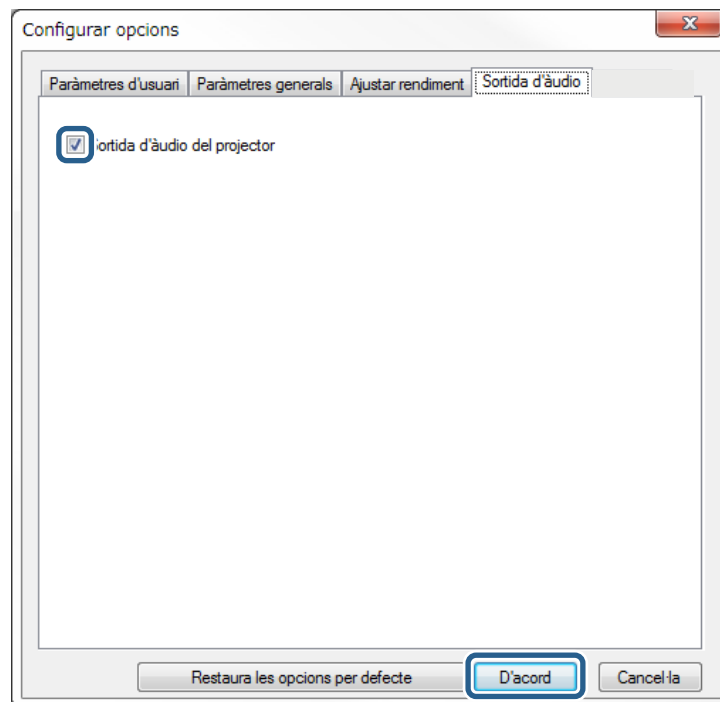 Configurar opcions
Paràmetres d'usuari Paràmetres generals Ajustar rendiment Sortida d'àudio
ortida d'àudio del projector
Restaura les opcions per defecte D'acord Cancel·la